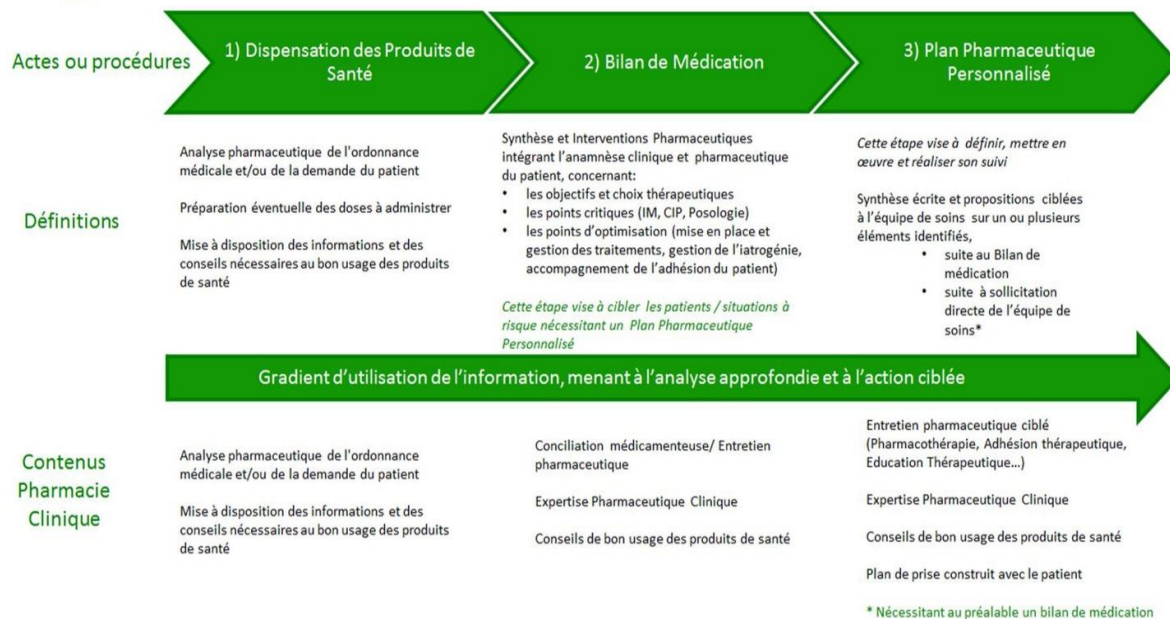 Actes ou procédures
1) Dispensation des Produits de
Santé
2) Bilan de Médication
3) Plan Pharmaceutique
Personnalisé
Définitions
Analyse pharmaceutique de l'ordonnance
médicale et/ou de la demande du patient
Préparation éventuelle des doses à administrer
Mise à disposition des informations et des
conseils nécessaires au bon usage des produits
de santé
Synthèse et Interventions Pharmaceutiques
intégrant l’anamnèse clinique et pharmaceutique
du patient, concernant:
• les objectifs et choix thérapeutiques
• les points critiques (IM, CIP, Posologie)
• les points d’optimisation (mise en place et
gestion des traitements, gestion de l’iatrogénie,
accompagnement de l’adhésion du patient)
Cette étape vise à cibler les patients / situations à
risque nécessitant un Plan Pharmaceutique
Personnalisé
Cette étape vise à définir, mettre en
œuvre et réaliser son suivi
Synthèse écrite et propositions ciblées
à l’équipe de soins sur un ou plusieurs
éléments identifiés,
• suite au Bilan de
médication
• suite à sollicitation
directe de l’équipe de
soins*
Gradient d’utilisation de l’information, menant à l’analyse approfondie et à l’action ciblée
Contenus
Pharmacie
Clinique
Analyse pharmaceutique de l'ordonnance
médicale et/ou de la demande du patient
Mise à disposition des informations et des
conseils nécessaires au bon usage des produits
de santé
Conciliation médicamenteuse/ Entretien
pharmaceutique
Expertise Pharmaceutique Clinique
Conseils de bon usage des produits de santé
Entretien pharmaceutique ciblé
(Pharmacothérapie, Adhésion thérapeutique,
Education Thérapeutique...)
Expertise Pharmaceutique Clinique
Conseils de bon usage des produits de santé
Plan de prise construit avec le patient
* Nécessitant au préalable un bilan de médication